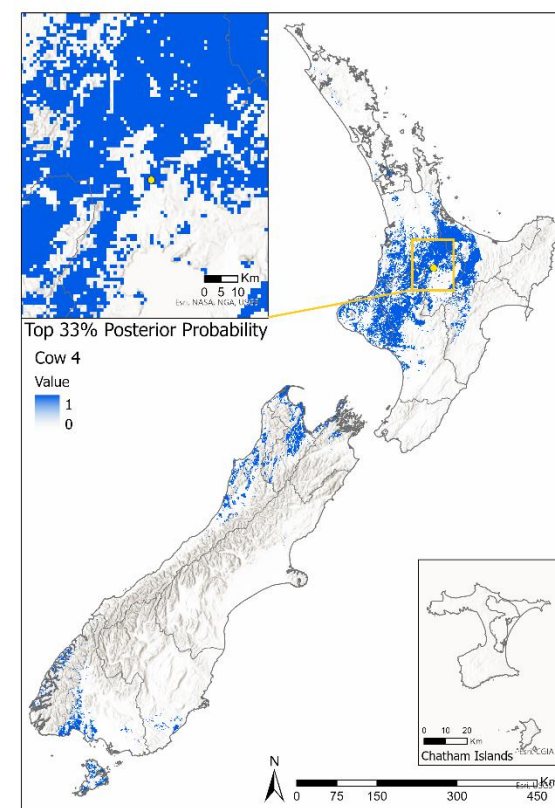 Km
0 5 10
Esri, NASA, NGA, USGS
Top 33% Posterior Probability
Cow 4
Value
1
0
0 10 20
Km
Chatham Islands
N
Km
0 75 150 300 450